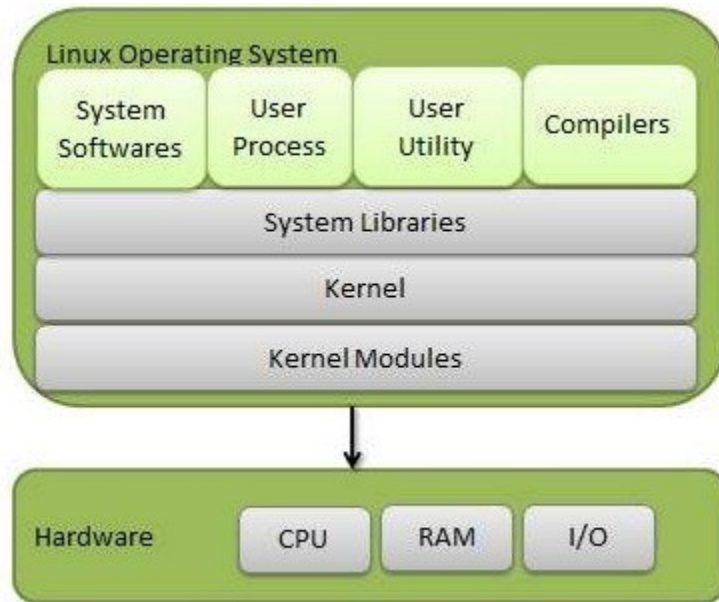 Linux Operating System
System
Softwares
User
Process
User
Utility
Compilers
System Libraries
Kernel
Kernel Modules
Hardware
CPU
RAM
I/O